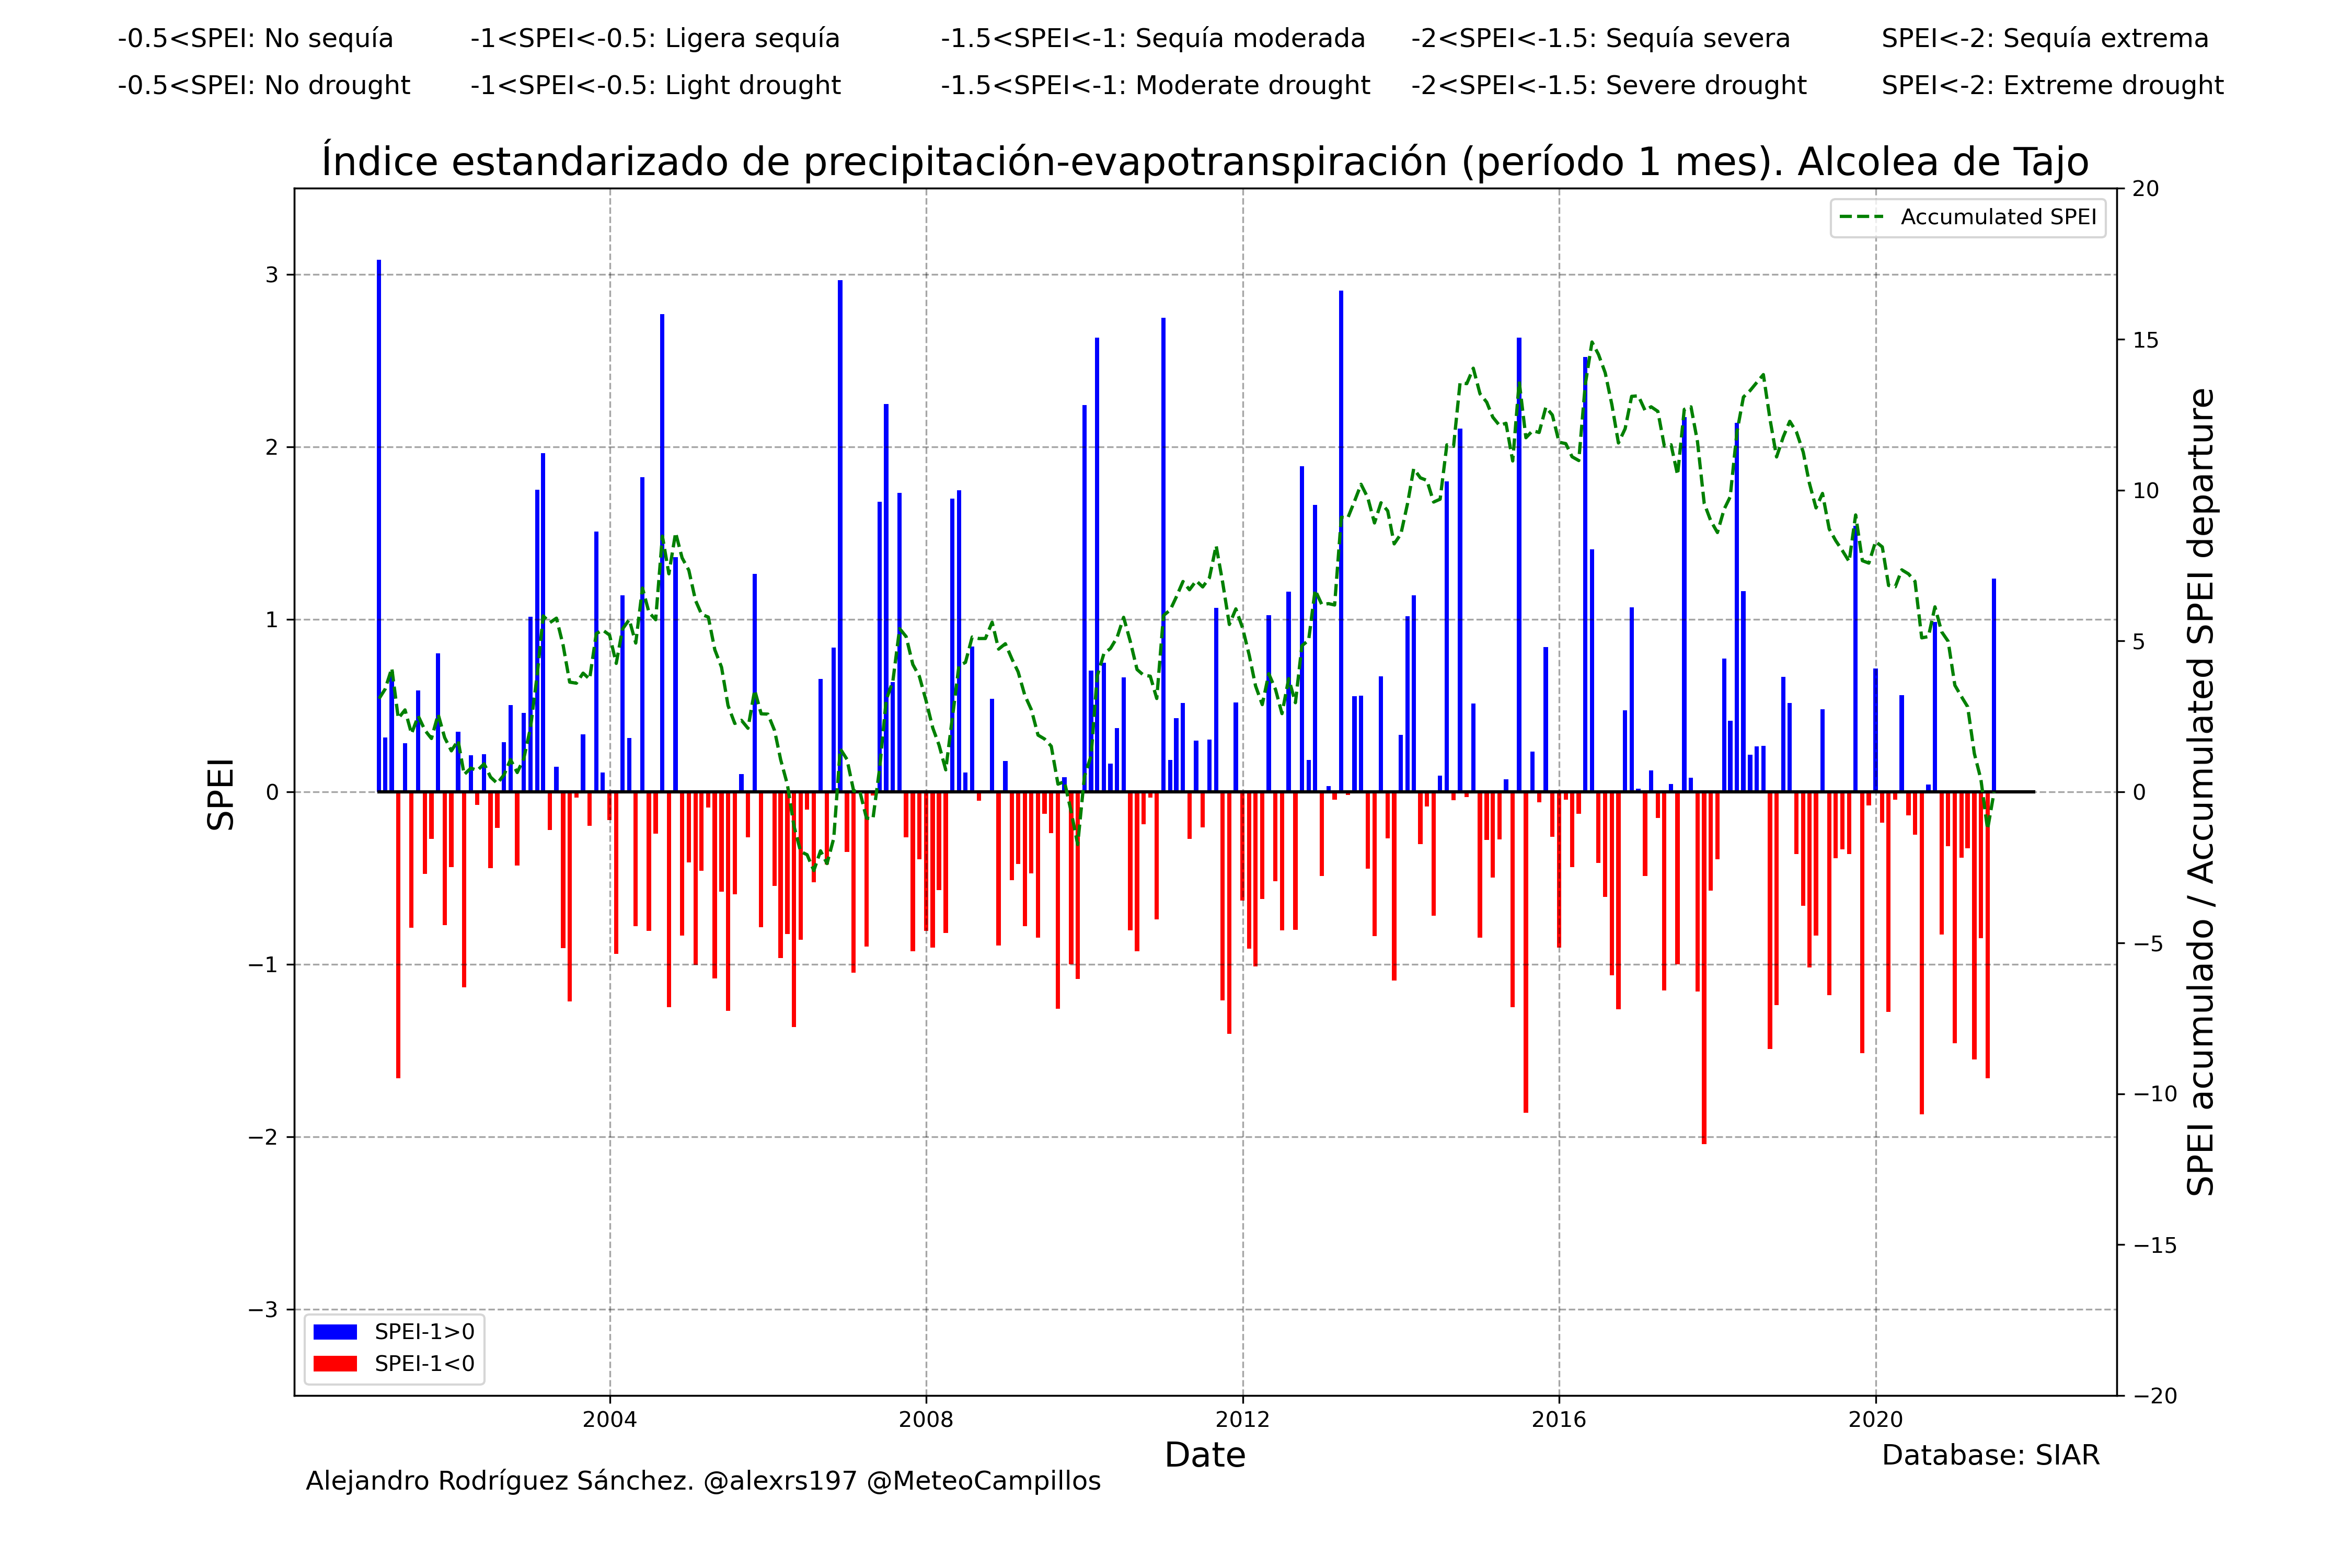 -0.5<SPEI: No sequía -1<SPEI<-0.5: Ligera sequía -1.5<SPEI<-1: Sequía moderada -2<SPEI<-1.5: Sequía severa SPEI<-2: Sequía extrema
-0.5<SPEI: No drought -1<SPEI<-0.5: Light drought -1.5<SPEI<-1: Moderate drought -2<SPEI<-1.5: Severe drought SPEI<-2: Extreme drought
Índice estandarizado de precipitación-evapotranspiración (período 1 mes). Alcolea de Tajo
Accumulated SPEI
3
2
1
0
−1
−2
−3
SPEI
20
15
10
5
0
−5
−10
−15
−20
SPEI acumulado / Accumulated SPEI departure
SPEI-1>0
SPEI-1<0
2004 2008 2012 2016 2020
Date
Database: SIAR
Alejandro Rodríguez Sánchez. @alexrs197 @MeteoCampillos